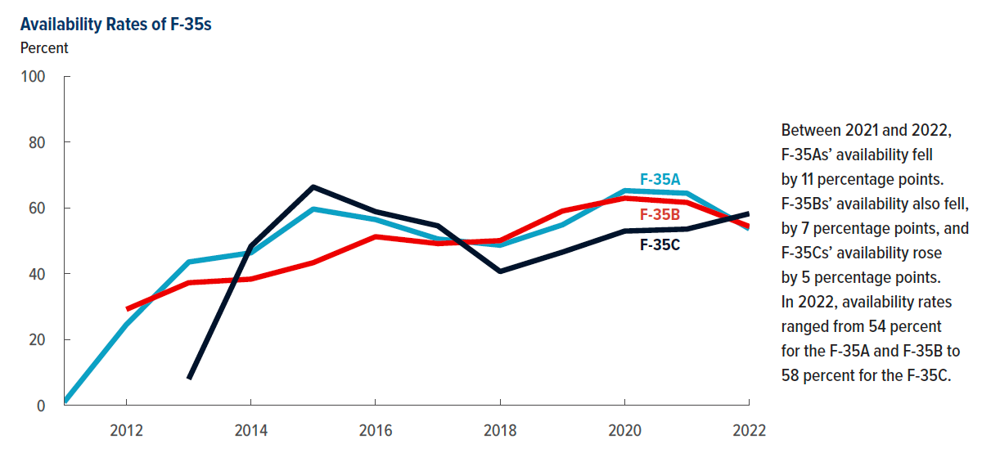 Availability Rates of F-35s
Percent
100
80
60
40
20
0
2012 2014 2016 2018 2020 2022
F-35A
F-35B
F-35C
Between 2021 and 2022,
F-35As’ availability fell
by 11 percentage points.
F-35Bs’ availability also fell,
by 7 percentage points, and
F-35Cs’ availability rose
by 5 percentage points.
In 2022, availability rates
ranged from 54 percent
for the F-35A and F-35B to
58 percent for the F-35C.